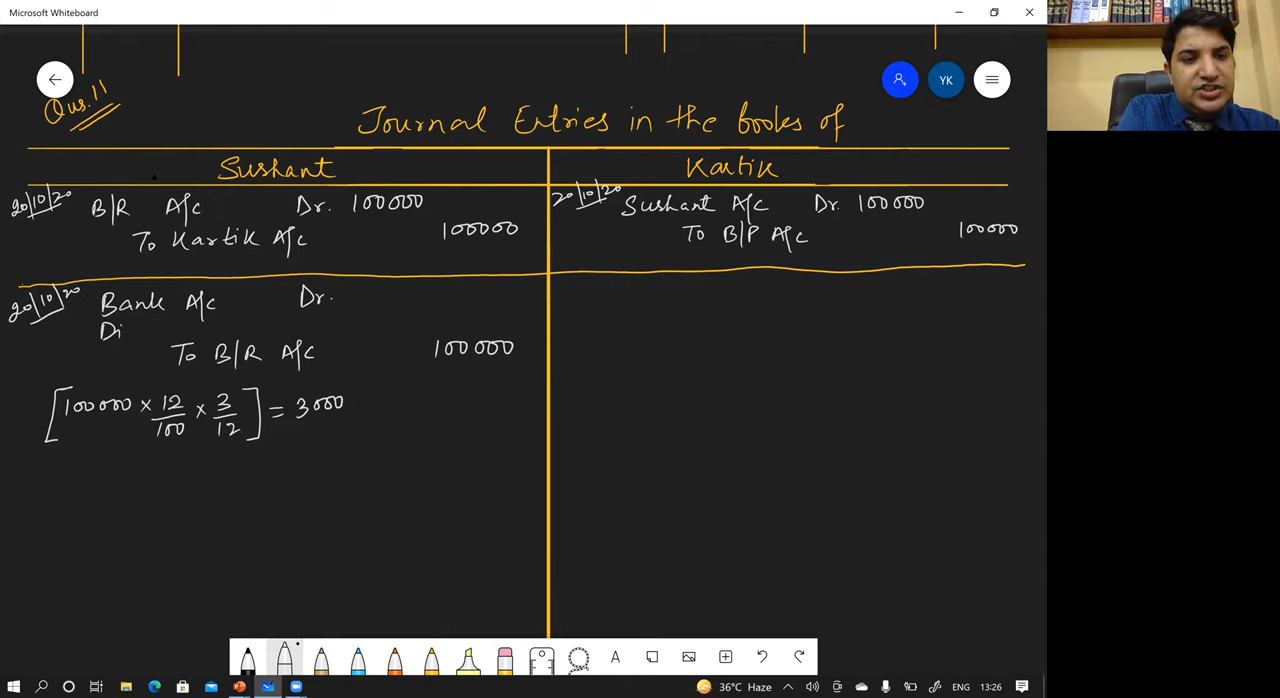 Microsoft Whiteboard
Qus.11
YK
Journal Entries in the books of
Sushant
Kartik
20/10/20 B/R A/c Dr. 100000
To Kartik A/c 100000
20/10/20 Sushant A/c Dr. 100000
To B/P A/c 100000
20/10/20 Bank A/c Dr.
Di
To B/R A/c 100000
[100000 × 12/100 × 3/12] = 3000
36°C Haze
ENG
13:26